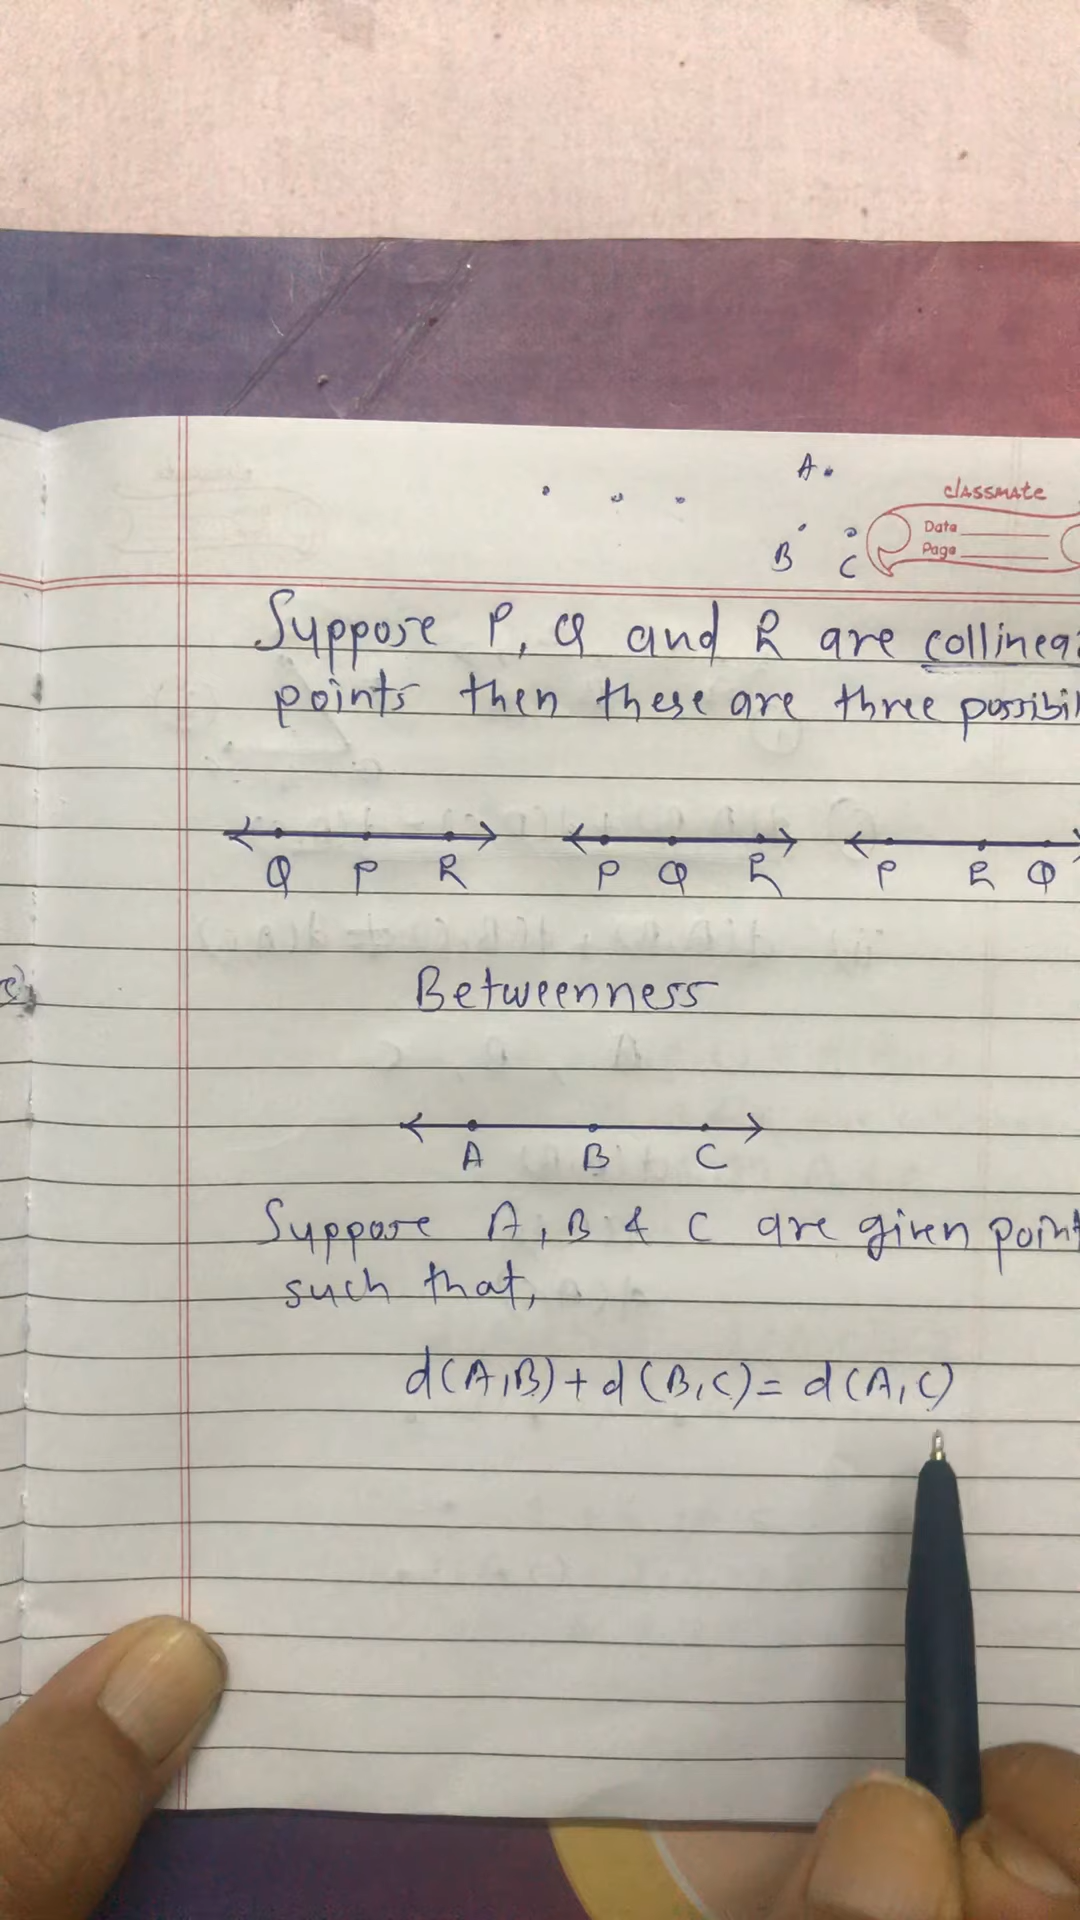 A
classmate
Date
Page
B C
Suppose P, Q and R are collinea
points then these are three possibil
Q P R P Q R P R Q
Betweenness
A B C
Suppose A, B & C are given point
such that,
d(A,B)+d(B,C)=d(A,C)